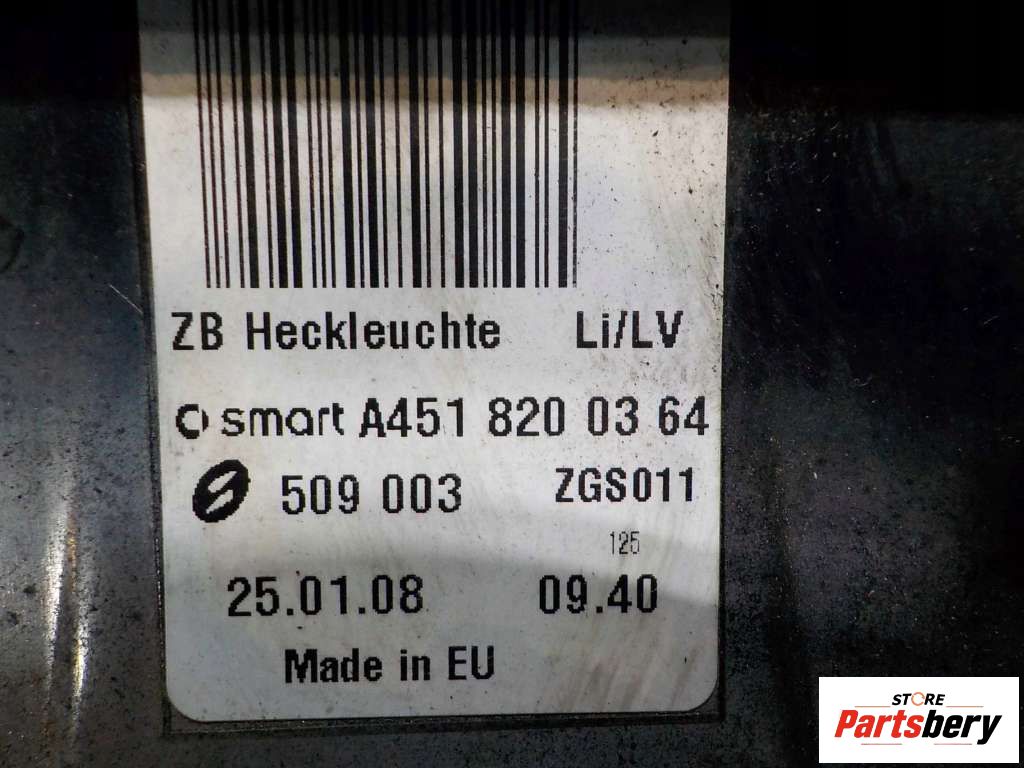 ZB Heckleuchte Li/LV
smart A451 820 03 64
509 003 ZGS011
125
25.01.08 09.40
Made in EU
STORE
Partsbery